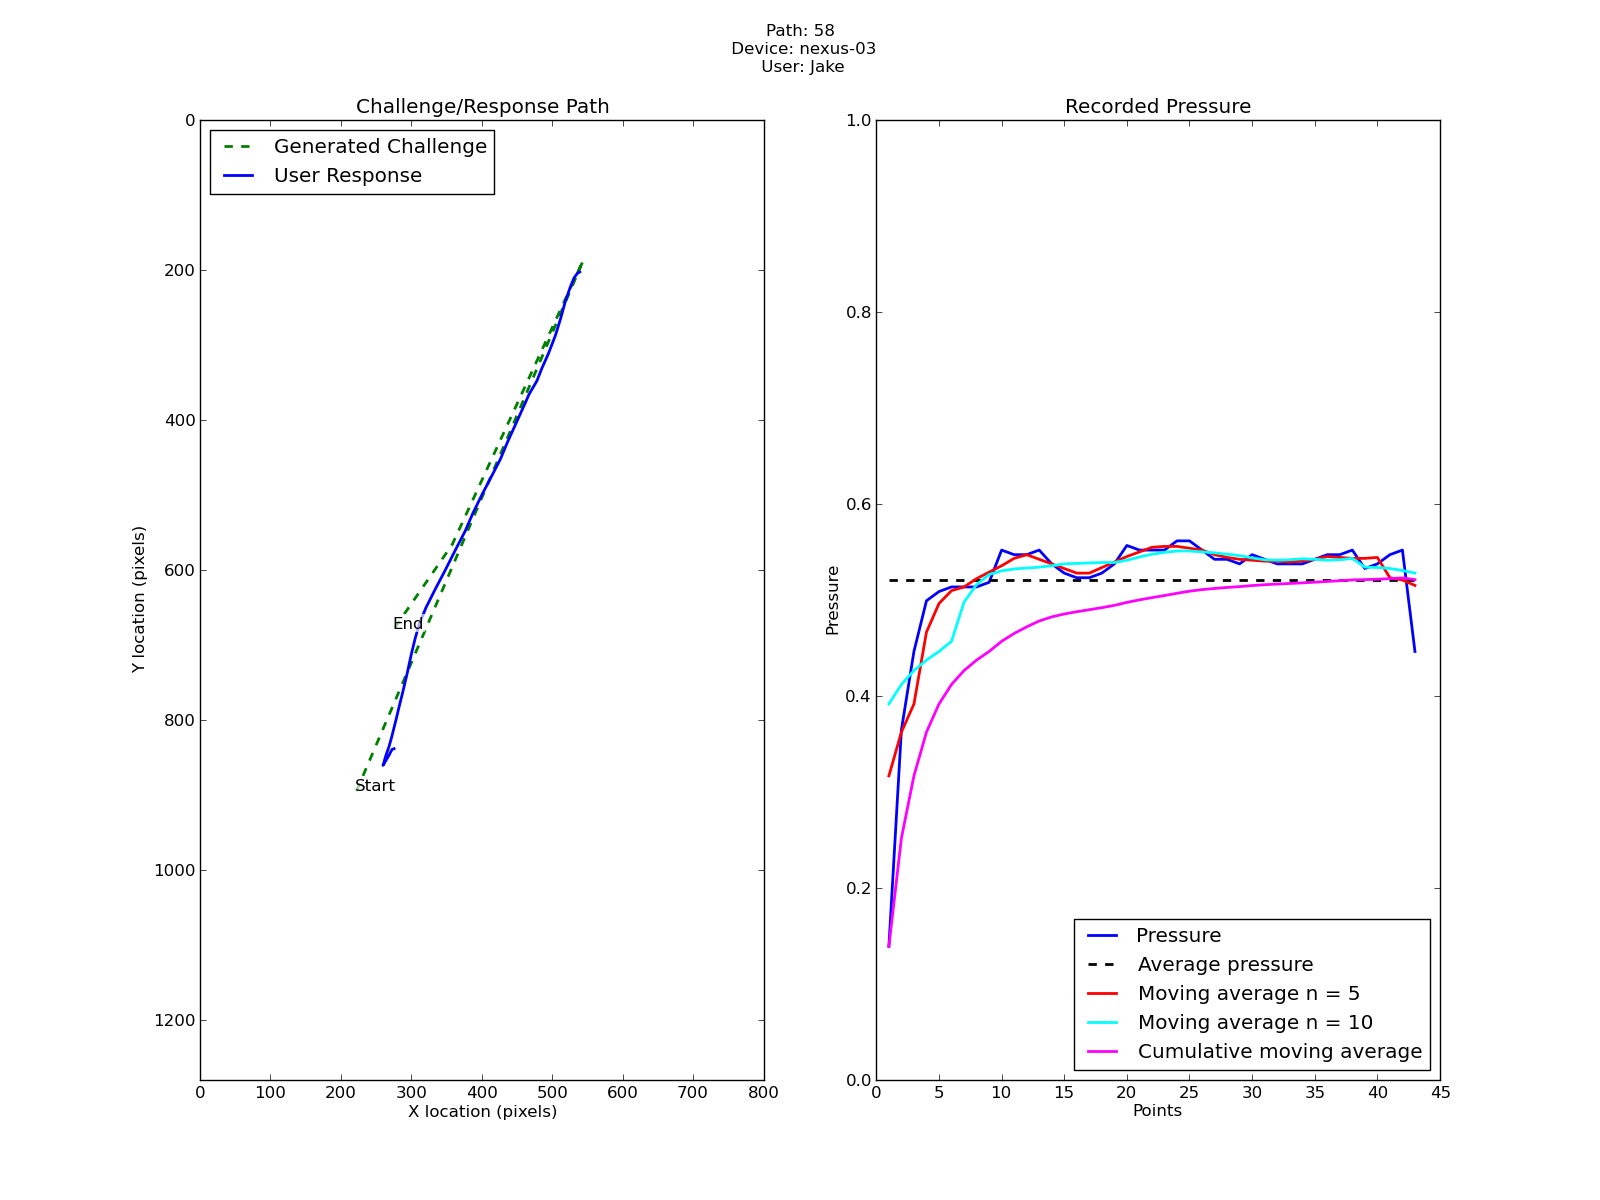 Path: 58
Device: nexus-03
User: Jake
Challenge/Response Path
Generated Challenge
User Response
0
200
400
600
800
1000
1200
Y location (pixels)
End
Start
0 100 200 300 400 500 600 700 800
X location (pixels)
Recorded Pressure
1.0
0.8
0.6
0.4
0.2
0.0
Pressure
Pressure
Average pressure
Moving average n = 5
Moving average n = 10
Cumulative moving average
0 5 10 15 20 25 30 35 40 45
Points